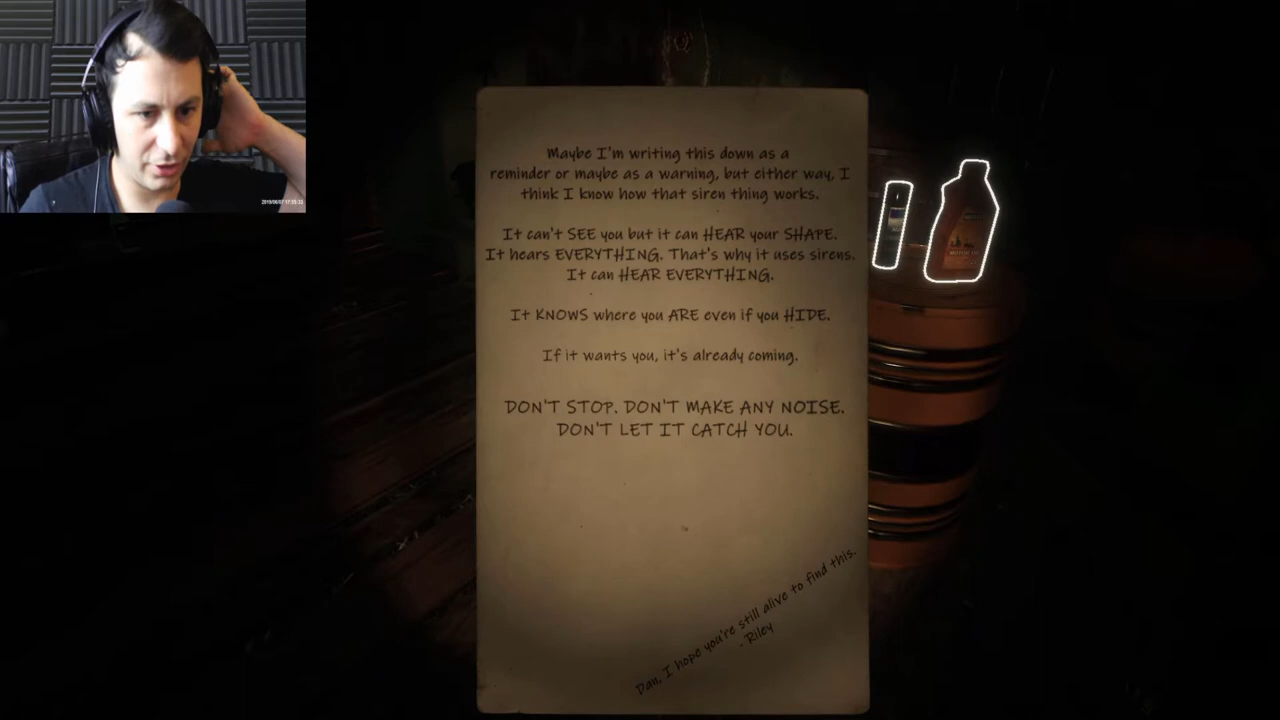 Maybe I'm writing this down as a
reminder or maybe as a warning, but either way, I
think I know how that siren thing works.
It can't SEE you but it can HEAR your SHAPE.
It hears EVERYTHING. That's why it uses sirens.
It can HEAR EVERYTHING.
It KNOWS where you ARE even if you HIDE.
If it wants you, it's already coming.
DON'T STOP. DON'T MAKE ANY NOISE.
DON'T LET IT CATCH YOU.
Dan, I hope you're still alive to find this.
- Riley